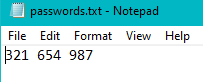 passwords.txt - Notepad
File Edit Format View Help
321 654 987